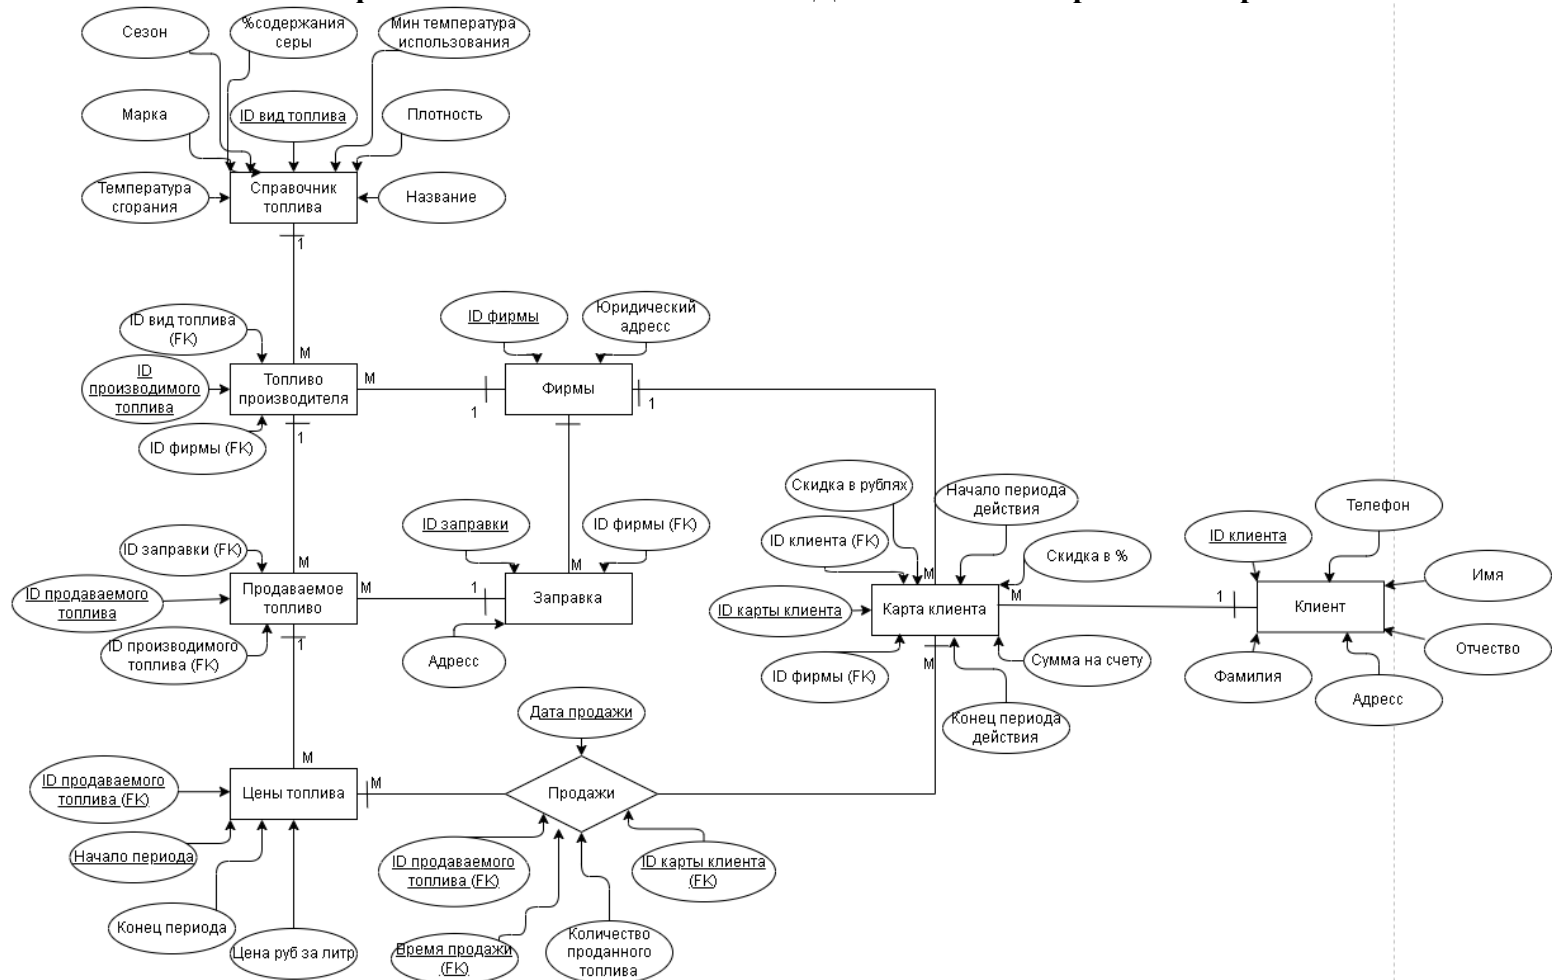 Сезон
%содержания
серы
Мин температура
использования
Марка
ID вид топлива
Плотность
Температура
сгорания
Справочник
топлива
Название
1
ID вид топлива
(FK)
ID фирмы
Юридический
адресс
М
ID
производимого
топлива
Топливо
производителя
М
1
Фирмы
1
ID фирмы (FK)
1
Скидка в рублях
Начало периода
действия
Телефон
ID заправки
ID фирмы (FK)
ID клиента (FK)
ID клиента
ID заправки (FK)
Скидка в %
М
М
М
Имя
ID продаваемого
топлива
Продаваемое
топливо
М
1
Заправка
ID карты клиента
Карта клиента
М
1
Клиент
1
ID производимого
топлива (FK)
Адресс
ID фирмы (FK)
М
Сумма на счету
Фамилия
Отчество
Адресс
Дата продажи
Конец периода
действия
М
ID продаваемого
топлива (FK)
Цены топлива
М
Продажи
Начало периода
ID продаваемого
топлива (FK)
ID карты клиента
(FK)
Конец периода
Цена руб за литр
Время продажи
(FK)
Количество
проданного
топлива